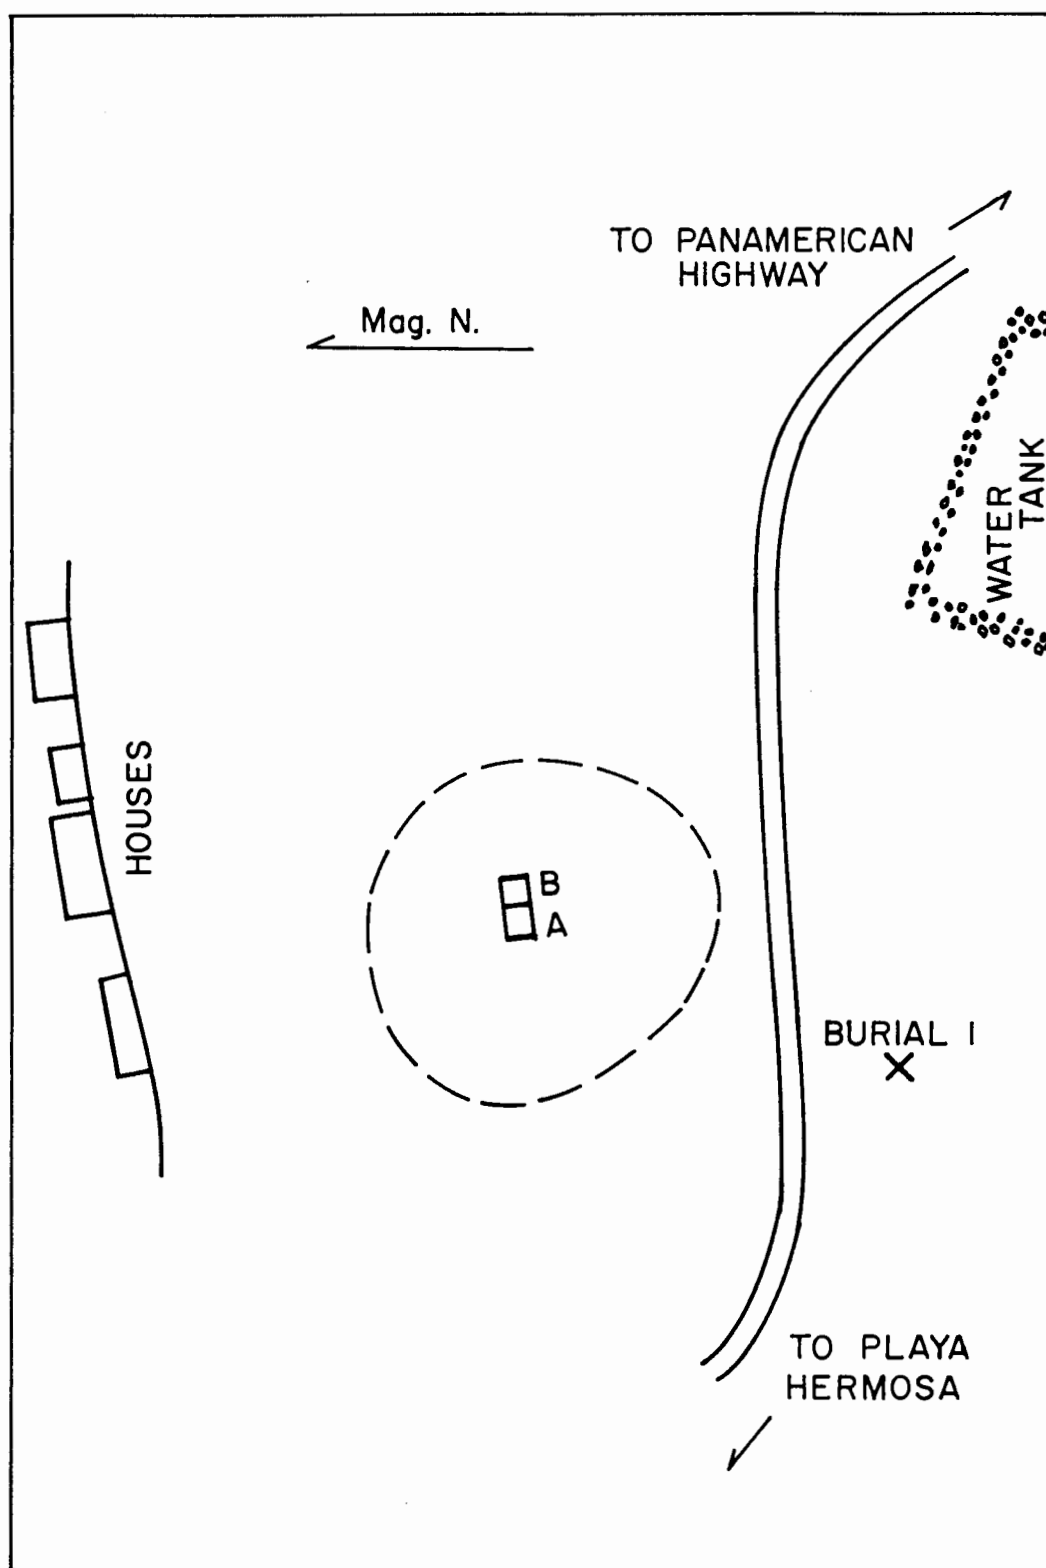 TO PANAMERICAN
HIGHWAY
Mag. N.
WATER
TANK
HOUSES
B
A
BURIAL I
TO PLAYA
HERMOSA